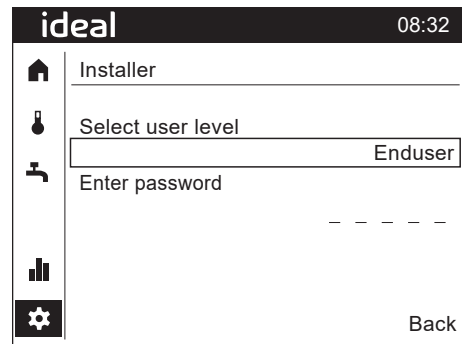 ideal
08:32
Installer
Select user level
Enduser
Enter password
_ _ _ _ _
Back